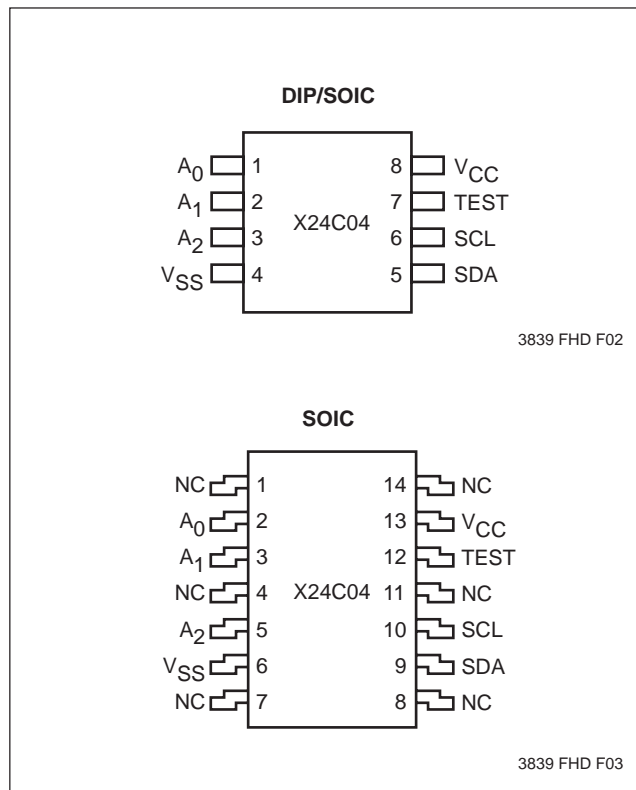 DIP/SOIC
A0 1 8 VCC
A1 2 7 TEST
X24C04
A2 3 6 SCL
VSS 4 5 SDA
3839 FHD F02
SOIC
NC 1 14 NC
A0 2 13 VCC
A1 3 12 TEST
NC 4 X24C04 11 NC
A2 5 10 SCL
VSS 6 9 SDA
NC 7 8 NC
3839 FHD F03